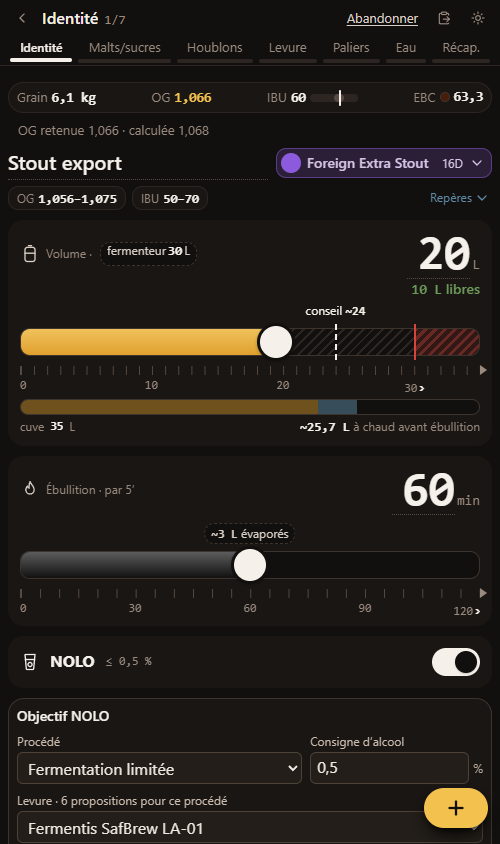 Identité 1/7 Abandonner
Identité Malts/sucres Houblons Levure Paliers Eau Récap.
Grain 6,1 kg OG 1,066 IBU 60 EBC 63,3
OG retenue 1,066 · calculée 1,068
Stout export Foreign Extra Stout 16D
OG 1,056–1,075 IBU 50–70 Repères
Volume · fermenteur 30 L 20 L
10 L libres
conseil ~24
0 10 20 30
cuve 35 L ~25,7 L à chaud avant ébullition
Ébullition · par 5′ 60 min
~3 L évaporés
0 30 60 90 120
NOLO ≤ 0,5 %
Objectif NOLO
Procédé Consigne d'alcool
Fermentation limitée 0,5 %
Levure · 6 propositions pour ce procédé
Fermentis SafBrew LA-01